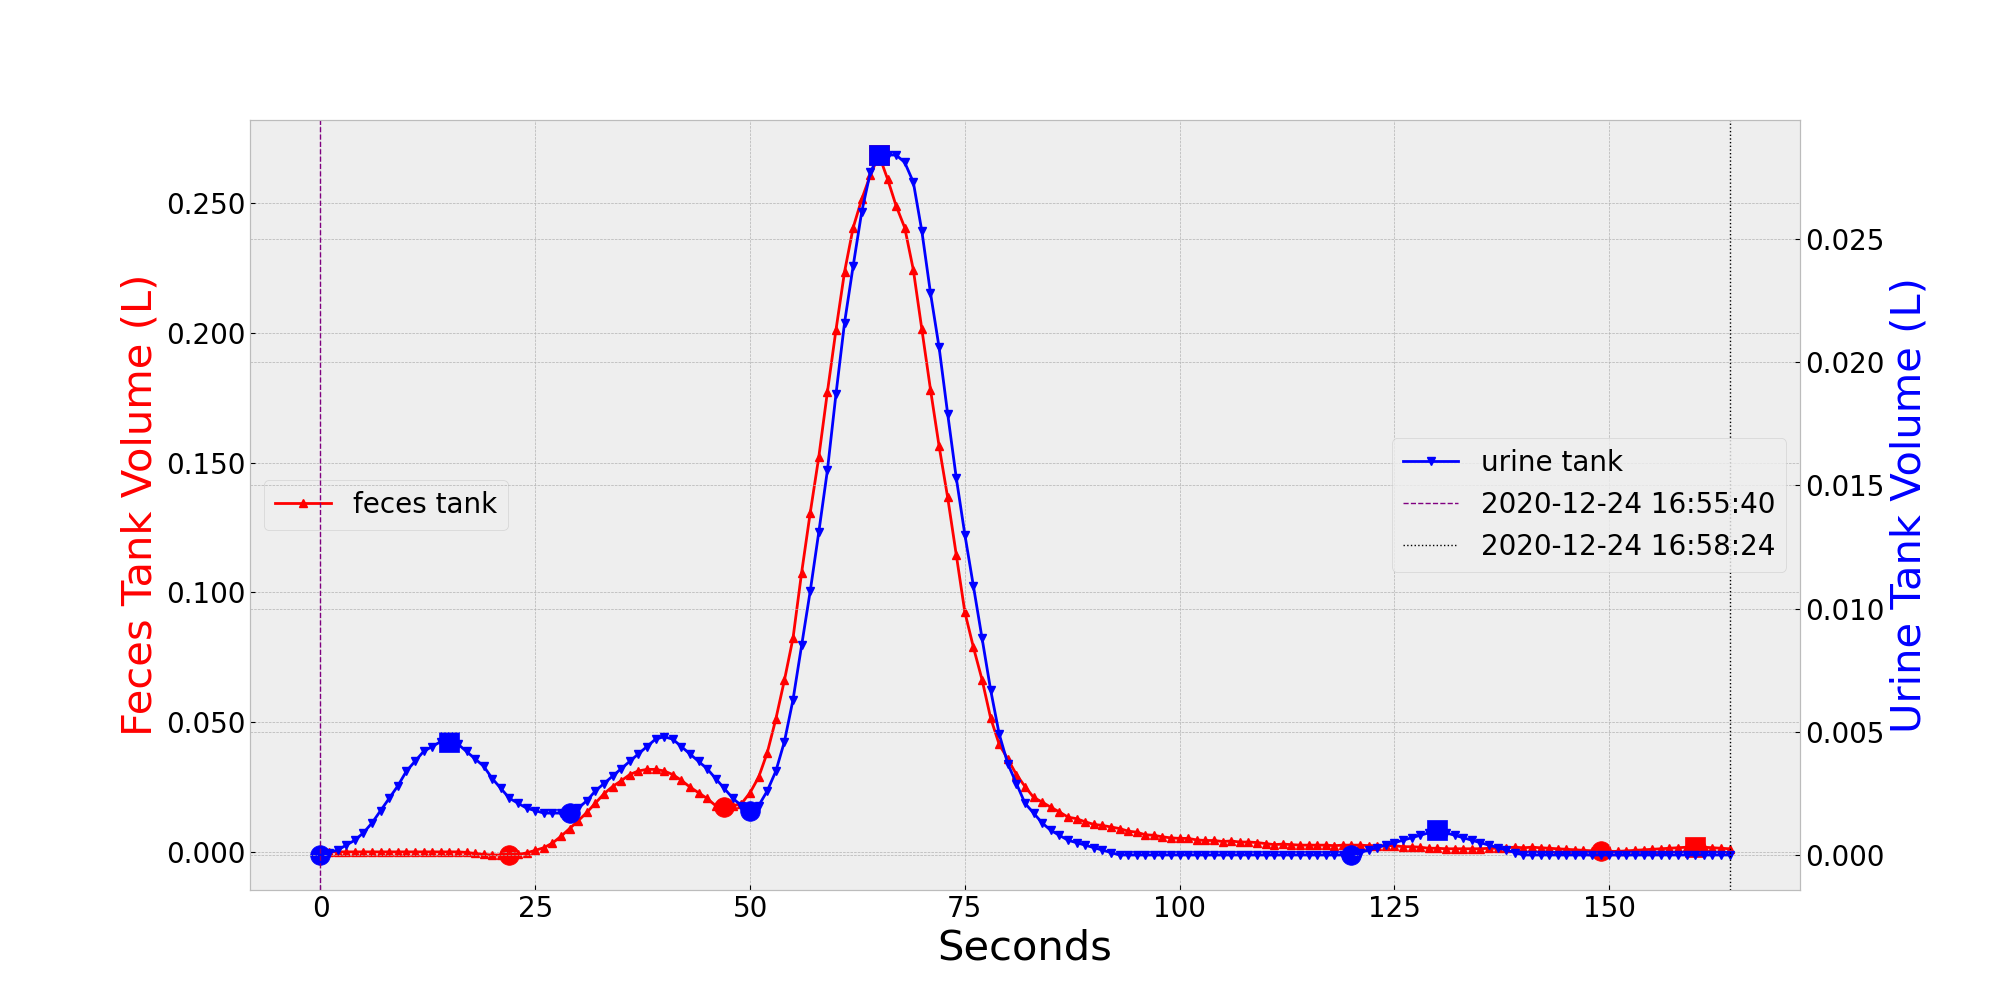 Feces Tank Volume (L)
0.250
0.200
0.150
0.100
0.050
0.000
feces tank
urine tank
2020-12-24 16:55:40
2020-12-24 16:58:24
0.025
0.020
0.015
0.010
0.005
0.000
Urine Tank Volume (L)
0 25 50 75 100 125 150
Seconds